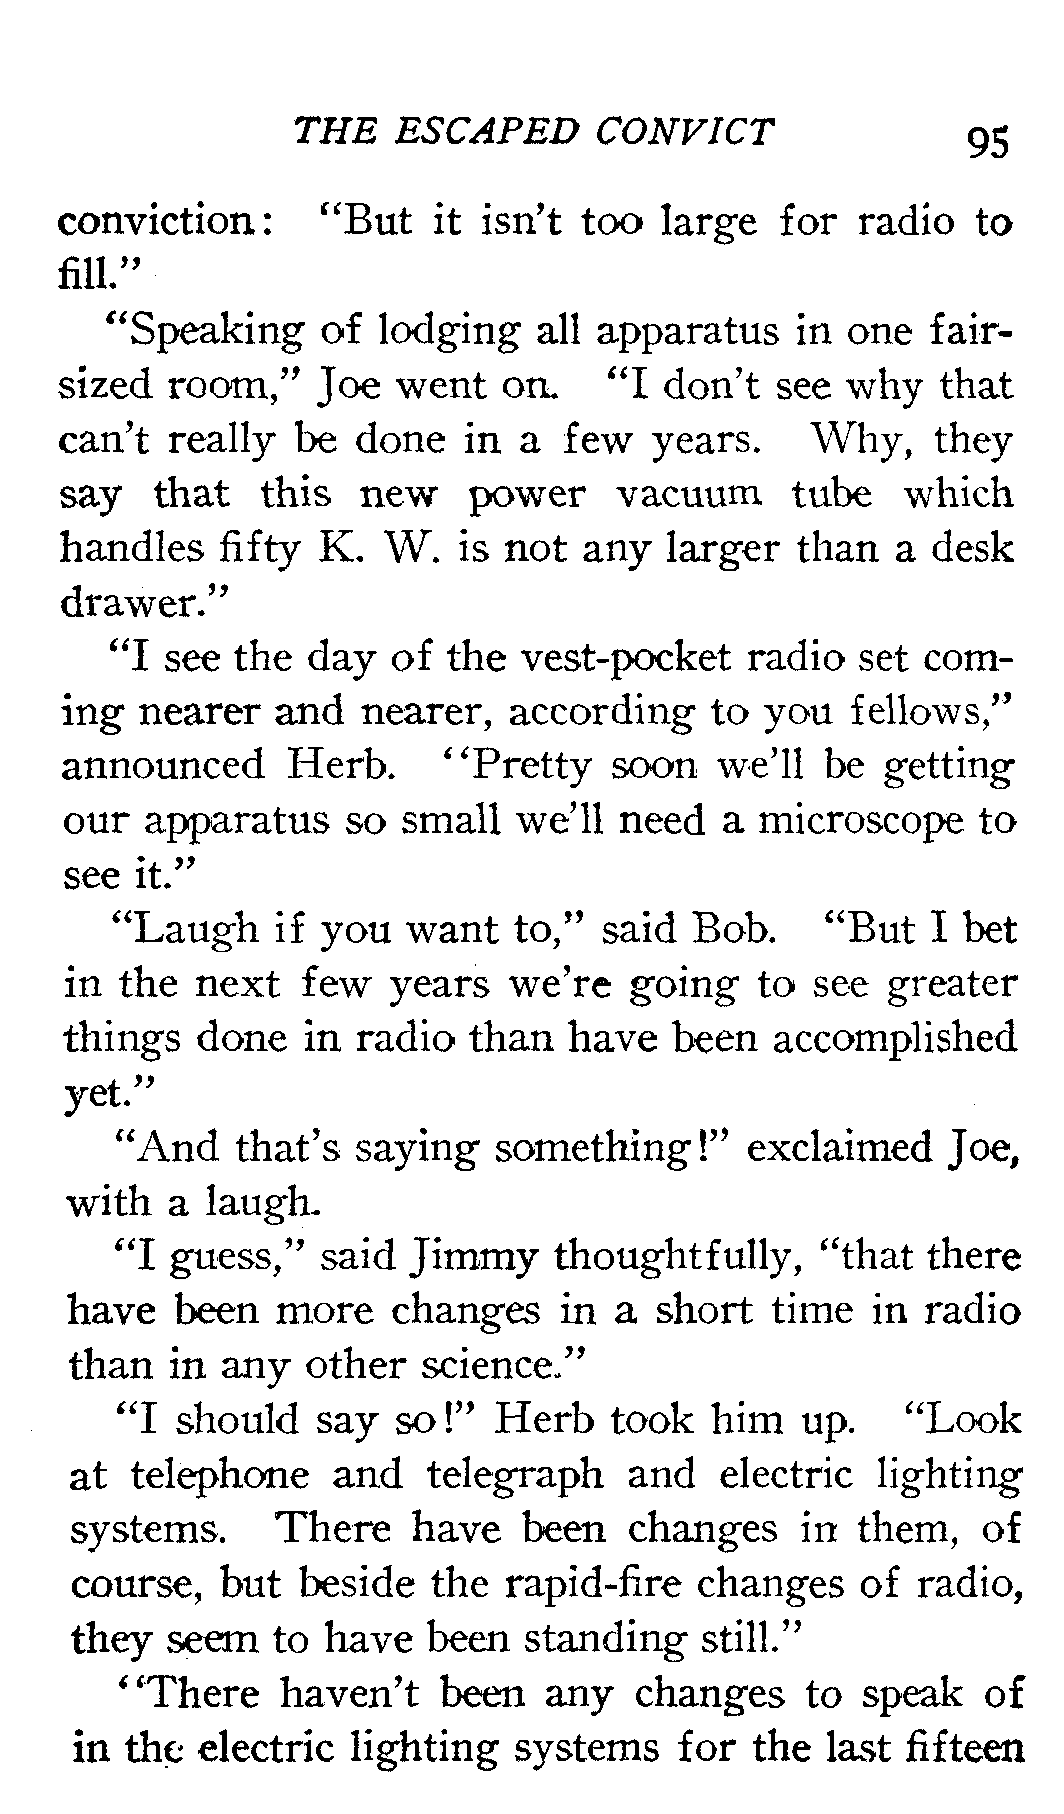 THE ESCAPED CONVICT 95
conviction: "But it isn't too large for radio to
fill."
"Speaking of lodging all apparatus in one fair-
sized room," Joe went on. "I don't see why that
can't really be done in a few years. Why, they
say that this new power vacuum tube which
handles fifty K. W. is not any larger than a desk
drawer."
"I see the day of the vest-pocket radio set com-
ing nearer and nearer, according to you fellows,"
announced Herb. "Pretty soon we'll be getting
our apparatus so small we'll need a microscope to
see it."
"Laugh if you want to," said Bob. "But I bet
in the next few years we're going to see greater
things done in radio than have been accomplished
yet."
"And that's saying something!" exclaimed Joe,
with a laugh.
"I guess," said Jimmy thoughtfully, "that there
have been more changes in a short time in radio
than in any other science."
"I should say so!" Herb took him up. "Look
at telephone and telegraph and electric lighting
systems. There have been changes in them, of
course, but beside the rapid-fire changes of radio,
they seem to have been standing still."
"There haven't been any changes to speak of
in the electric lighting systems for the last fifteen